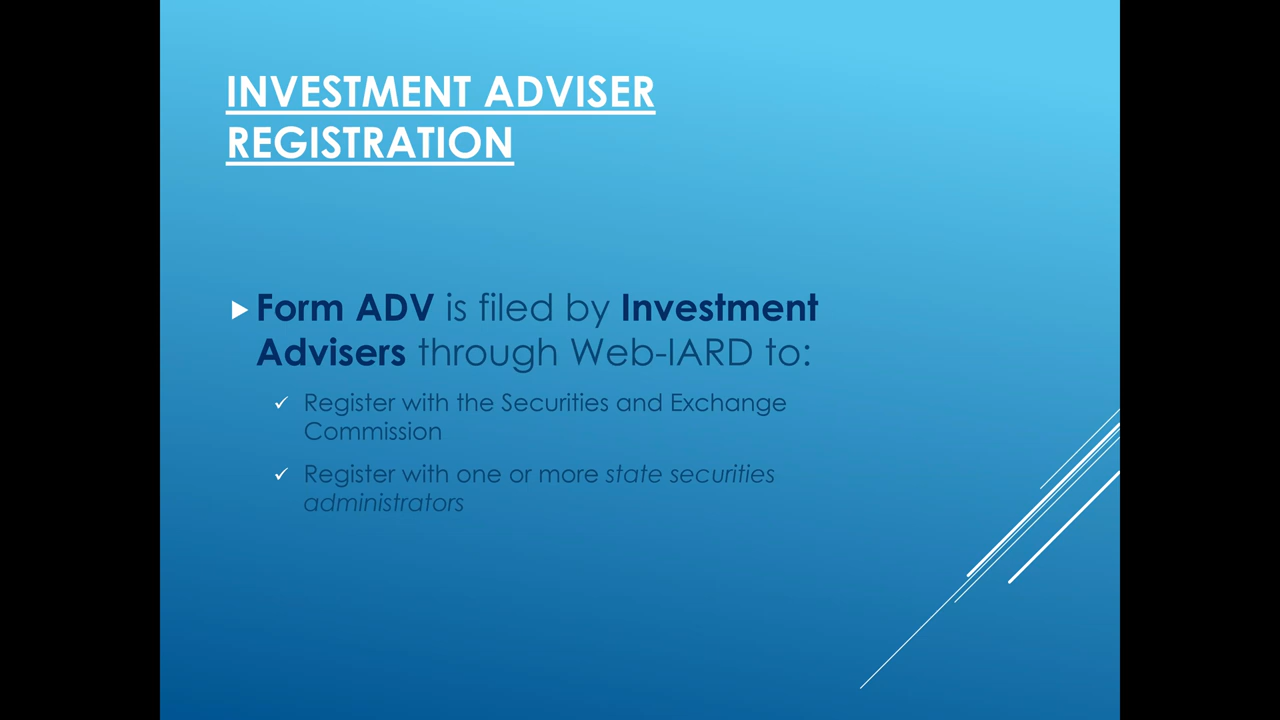 INVESTMENT ADVISER
REGISTRATION
Form ADV is filed by Investment
Advisers through Web-IARD to:
Register with the Securities and Exchange
Commission
Register with one or more state securities
administrators